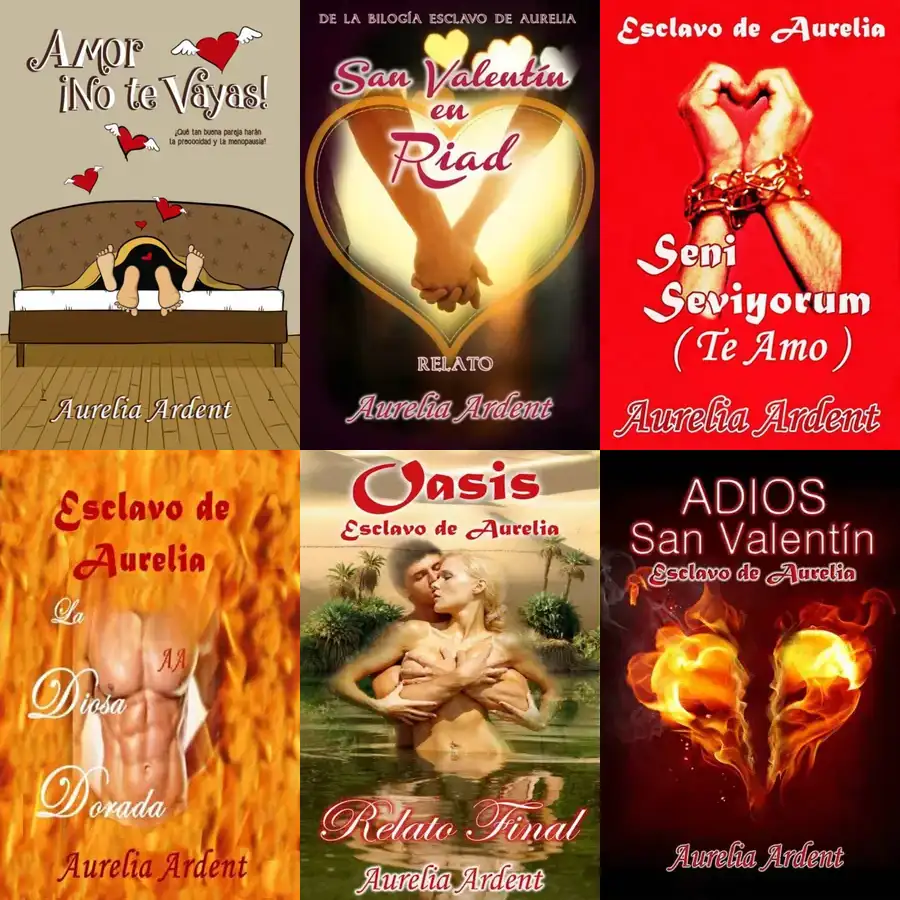 Amor
¡No te Vayas!
¿Qué tan buena pareja harán
la precocidad y la menopausia?
Aurelia Ardent
DE LA BILOGÍA ESCLAVO DE AURELIA
San Valentín
en
Riad
RELATO
Aurelia Ardent
Esclavo de Aurelia
Seni
Seviyorum
( Te Amo )
Aurelia Ardent
Esclavo de
Aurelia
La
AA
Diosa
Dorada
Aurelia Ardent
Oasis
Esclavo de Aurelia
Relato Final
Aurelia Ardent
ADIOS
San Valentín
Esclavo de Aurelia
Aurelia Ardent